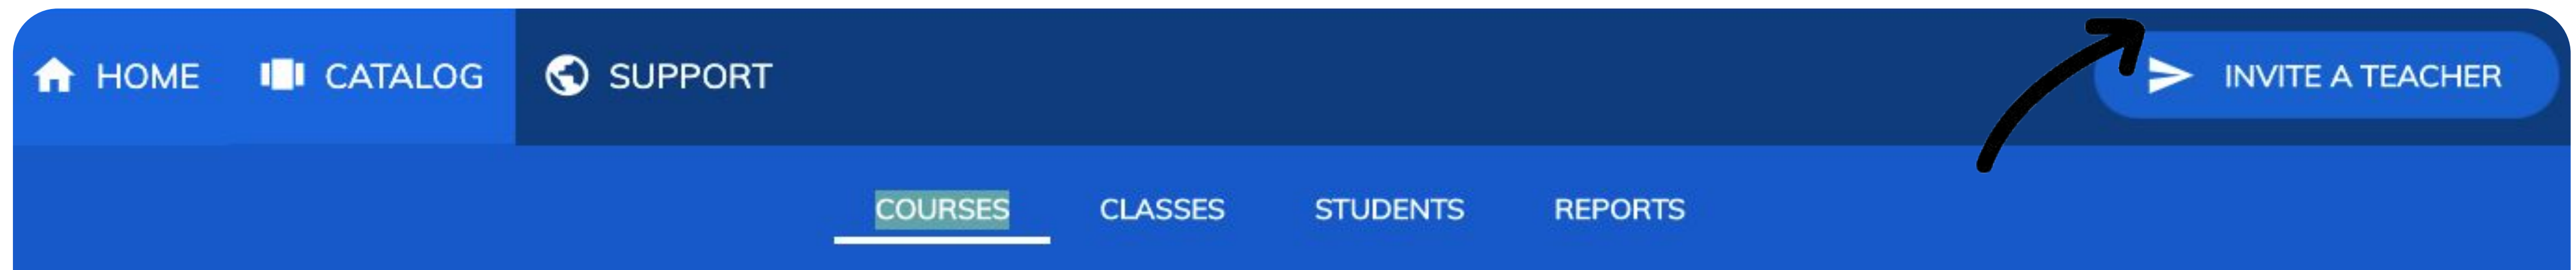 HOME CATALOG SUPPORT INVITE A TEACHER
COURSES CLASSES STUDENTS REPORTS